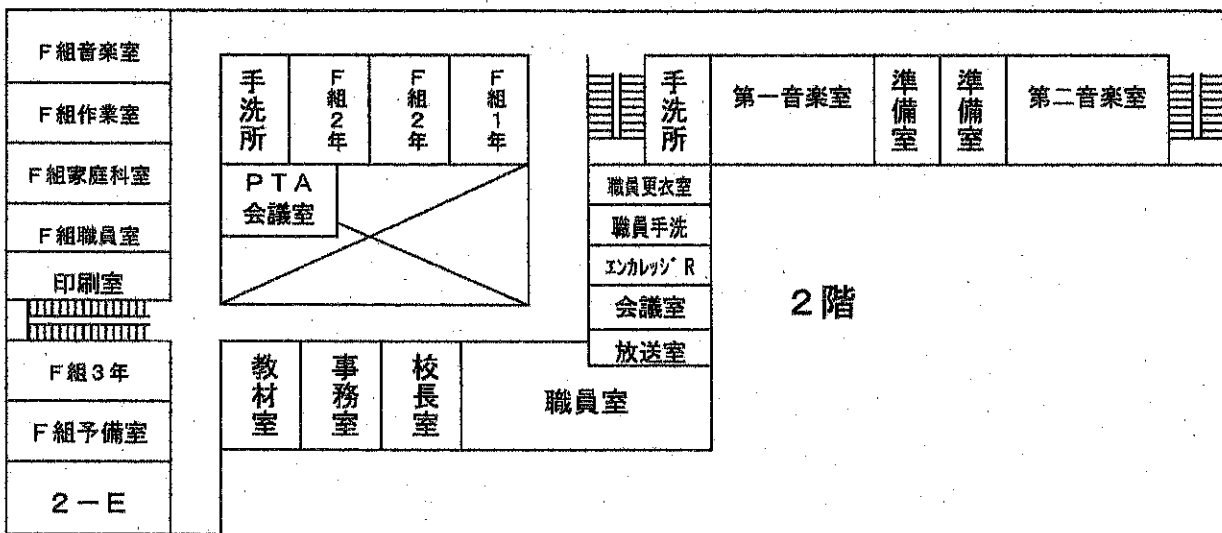 F組音楽室
F組作業室
F組家庭科室
F組職員室
印刷室
F組3年
F組予備室
2-E
手洗所
F組2年
F組2年
F組1年
PTA
会議室
教材室
事務室
校長室
職員室
手洗所
第一音楽室
準備室
準備室
第二音楽室
職員更衣室
職員手洗
エンカレッジR
会議室
放送室
2階